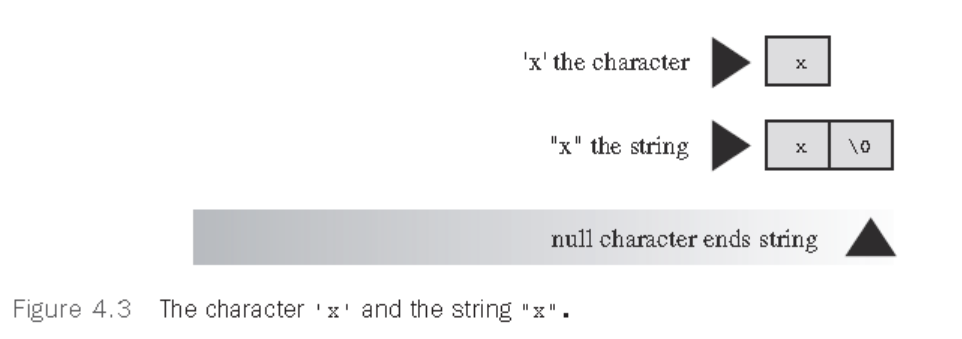 'x' the character x
"x" the string x \0
null character ends string
Figure 4.3 The character 'x' and the string "x".